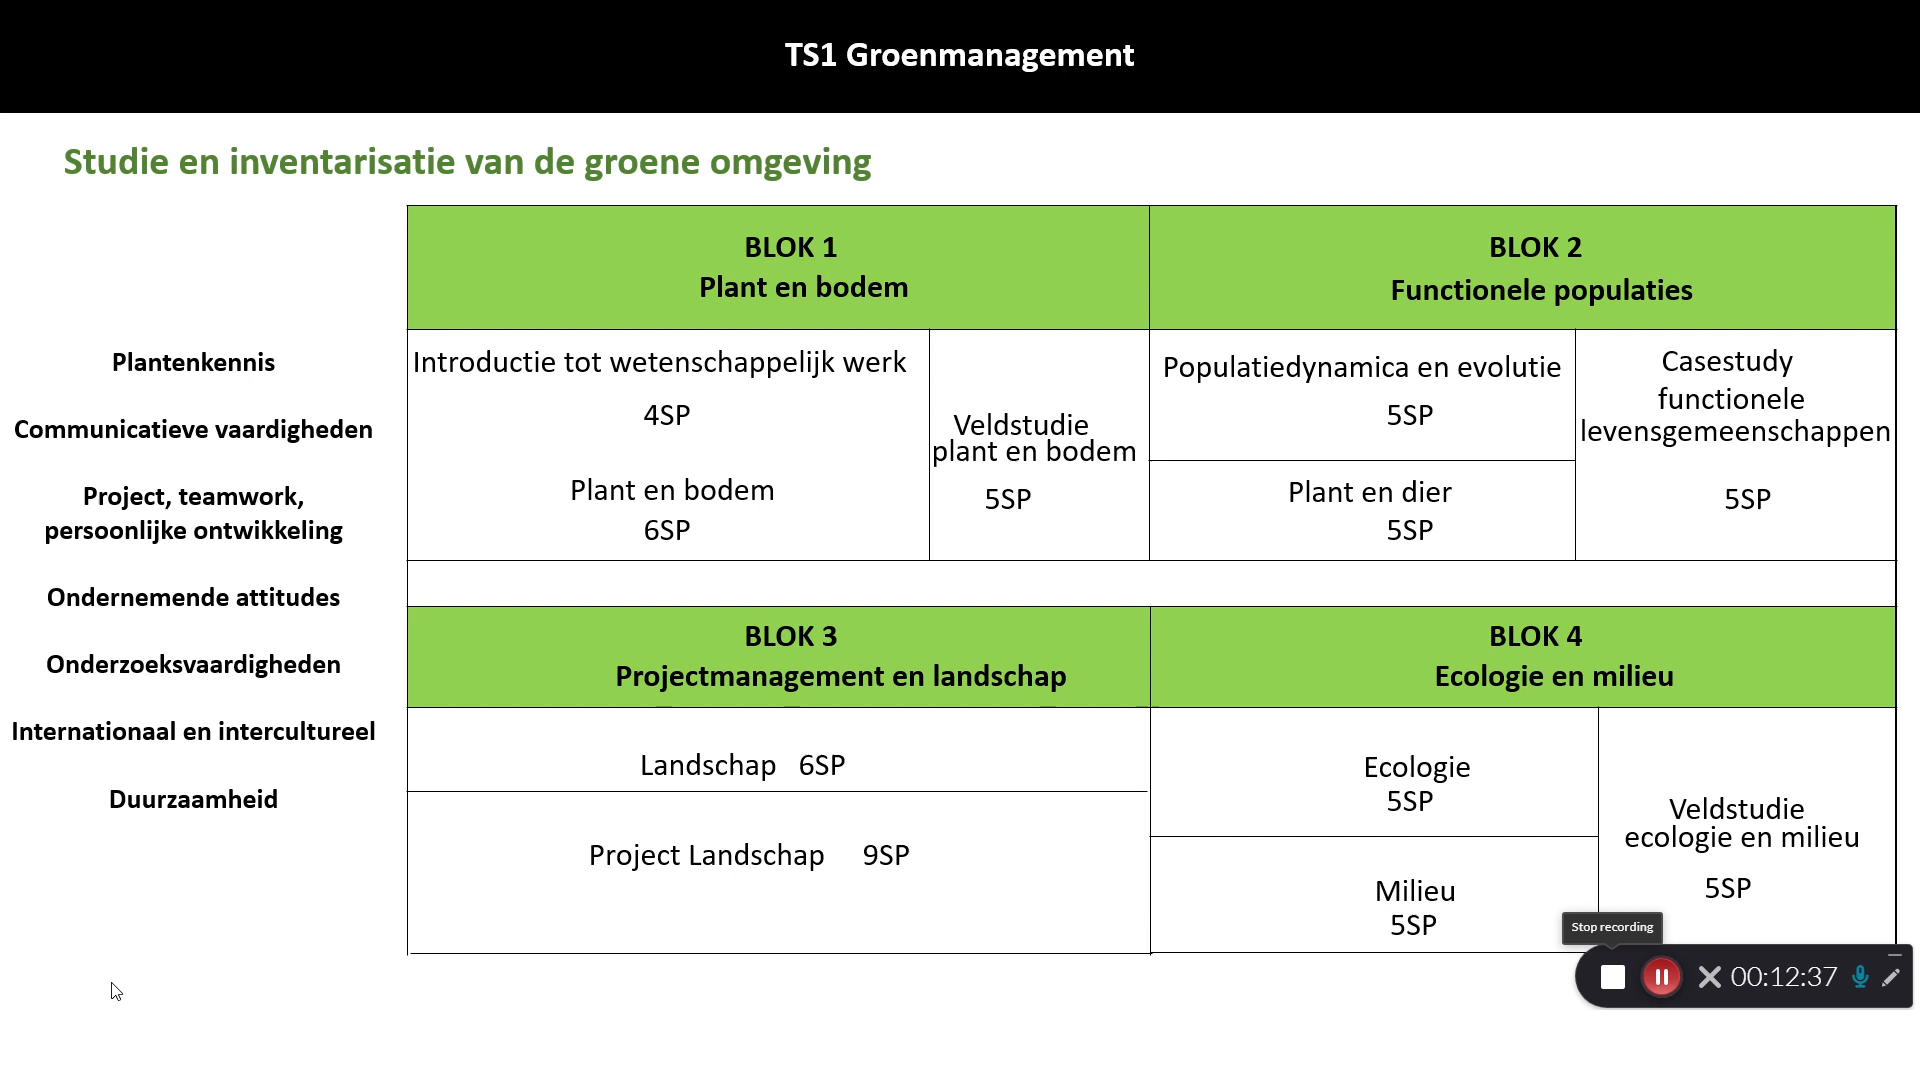 TS1 Groenmanagement
Studie en inventarisatie van de groene omgeving
BLOK 1
Plant en bodem
BLOK 2
Functionele populaties
Plantenkennis
Communicatieve vaardigheden
Project, teamwork,
persoonlijke ontwikkeling
Ondernemende attitudes
Onderzoeksvaardigheden
Internationaal en intercultureel
Duurzaamheid
Introductie tot wetenschappelijk werk
4SP
Plant en bodem
6SP
Veldstudie
plant en bodem
5SP
Populatiedynamica en evolutie
5SP
Plant en dier
5SP
Casestudy
functionele
levensgemeenschappen
5SP
BLOK 3
Projectmanagement en landschap
BLOK 4
Ecologie en milieu
Landschap 6SP
Project Landschap 9SP
Ecologie
5SP
Milieu
5SP
Veldstudie
ecologie en milieu
5SP
Stop recording
00:12:37